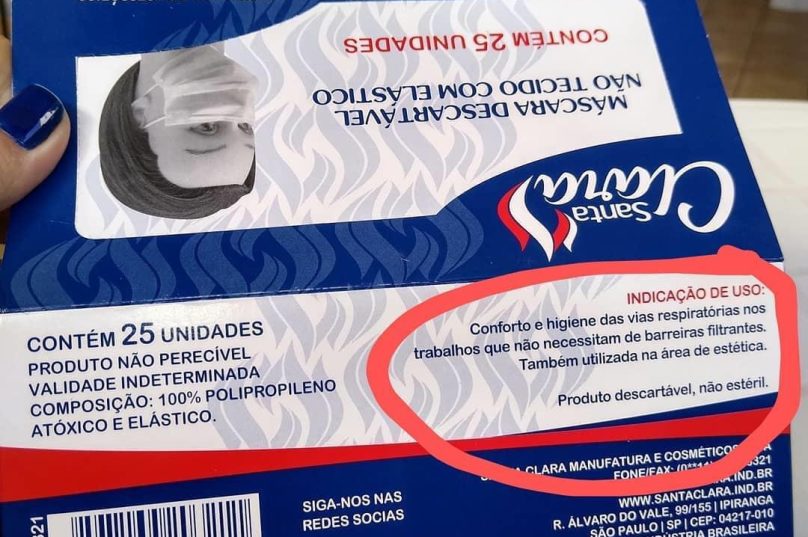 CONTÉM 25 UNIDADES
MÁSCARA DESCARTÁVEL
NÃO TECIDO COM ELÁSTICO
Santa
Clara
CONTÉM 25 UNIDADES
PRODUTO NÃO PERECÍVEL
VALIDADE INDETERMINADA
COMPOSIÇÃO: 100% POLIPROPILENO
ATÓXICO E ELÁSTICO.
INDICAÇÃO DE USO:
Conforto e higiene das vias respiratórias nos
trabalhos que não necessitam de barreiras filtrantes.
Também utilizada na área de estética.
Produto descartável, não estéril.
CLARA MANUFATURA E COSMÉTICOS
FONE/FAX:
WWW.SANTACLARA.IND.BR
R. ÁLVARO DO VALE, 99/155 | IPIRANGA
SÃO PAULO | SP | CEP: 04217-010
INDÚSTRIA BRASILEIRA
SIGA-NOS NAS
REDES SOCIAS